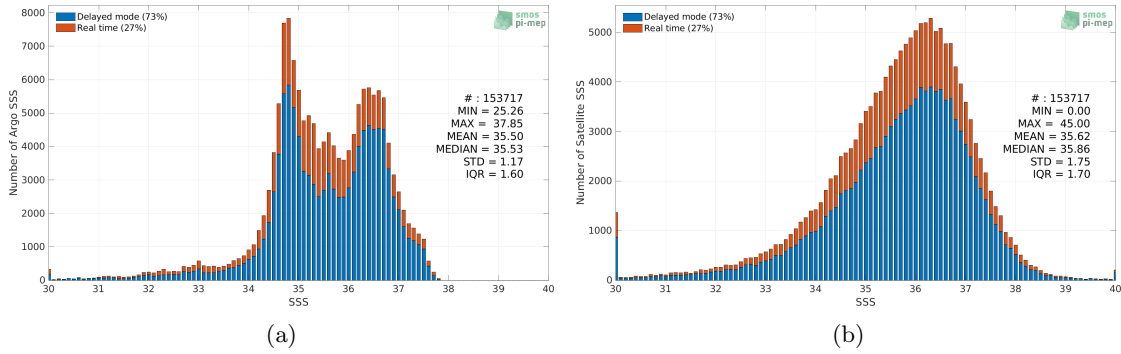 Delayed mode (73%)
Real time (27%)
smos
pi-mep
8000
7000
6000
5000
4000
3000
2000
1000
0
Number of Argo SSS
# : 153717
MIN = 25.26
MAX = 37.85
MEAN = 35.50
MEDIAN = 35.53
STD = 1.17
IQR = 1.60
30 31 32 33 34 35 36 37 38 39 40
SSS
(a)
Delayed mode (73%)
Real time (27%)
smos
pi-mep
5000
4000
3000
2000
1000
0
Number of Satellite SSS
# : 153717
MIN = 0.00
MAX = 45.00
MEAN = 35.62
MEDIAN = 35.86
STD = 1.75
IQR = 1.70
30 31 32 33 34 35 36 37 38 39 40
SSS
(b)